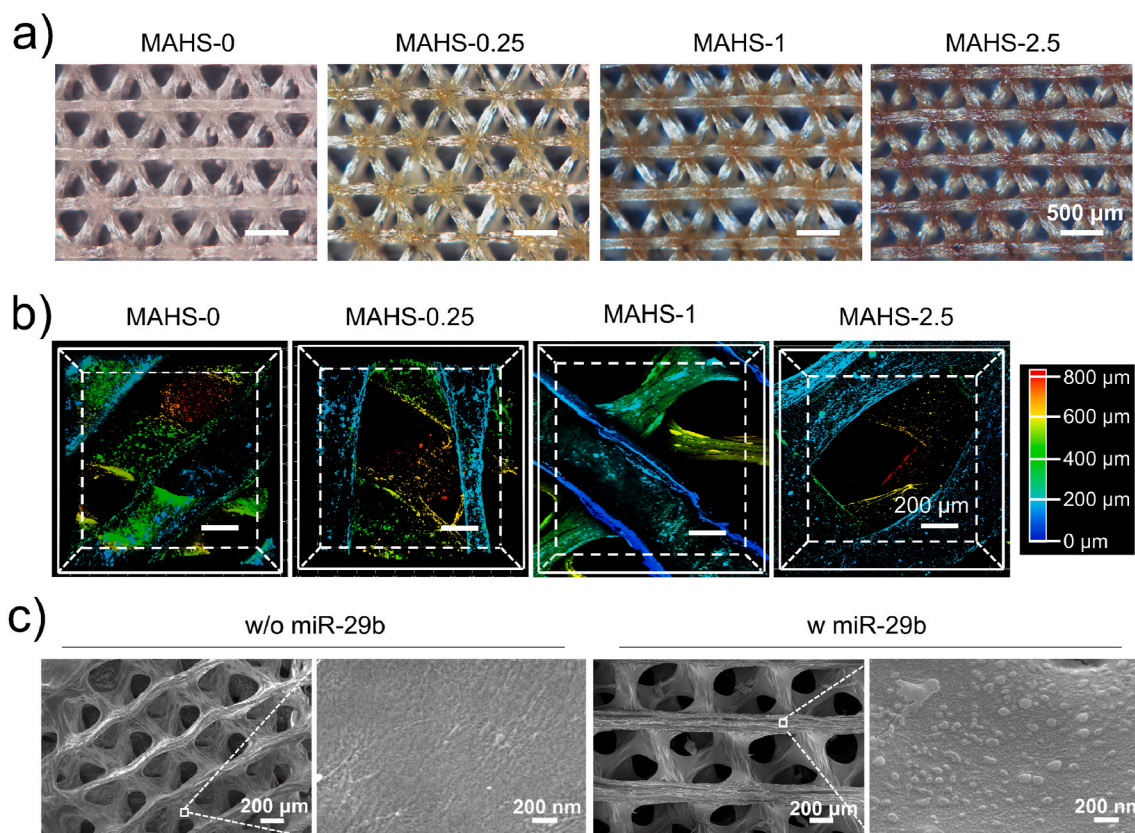 a)
MAHS-0 MAHS-0.25 MAHS-1 MAHS-2.5
500 µm
b)
MAHS-0 MAHS-0.25 MAHS-1 MAHS-2.5
200 µm
800 µm
600 µm
400 µm
200 µm
0 µm
c)
w/o miR-29b w miR-29b
200 µm 200 nm 200 µm 200 nm